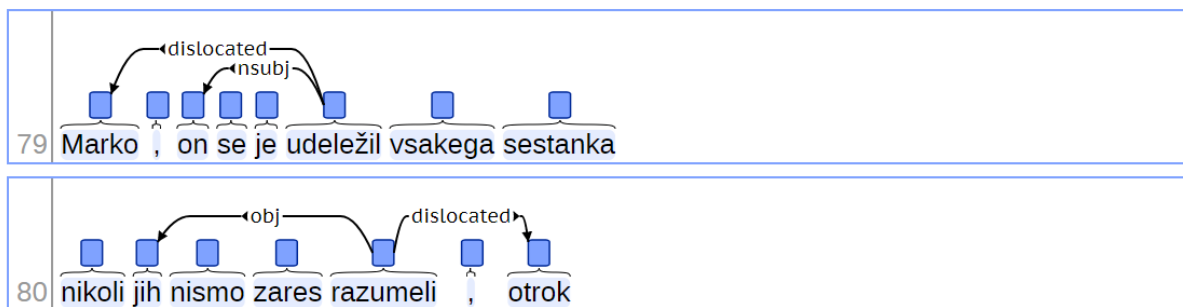 dislocated
nsubj
79 Marko , on se je udeležil vsakega sestanka
obj dislocated
80 nikoli jih nismo zares razumeli , otrok